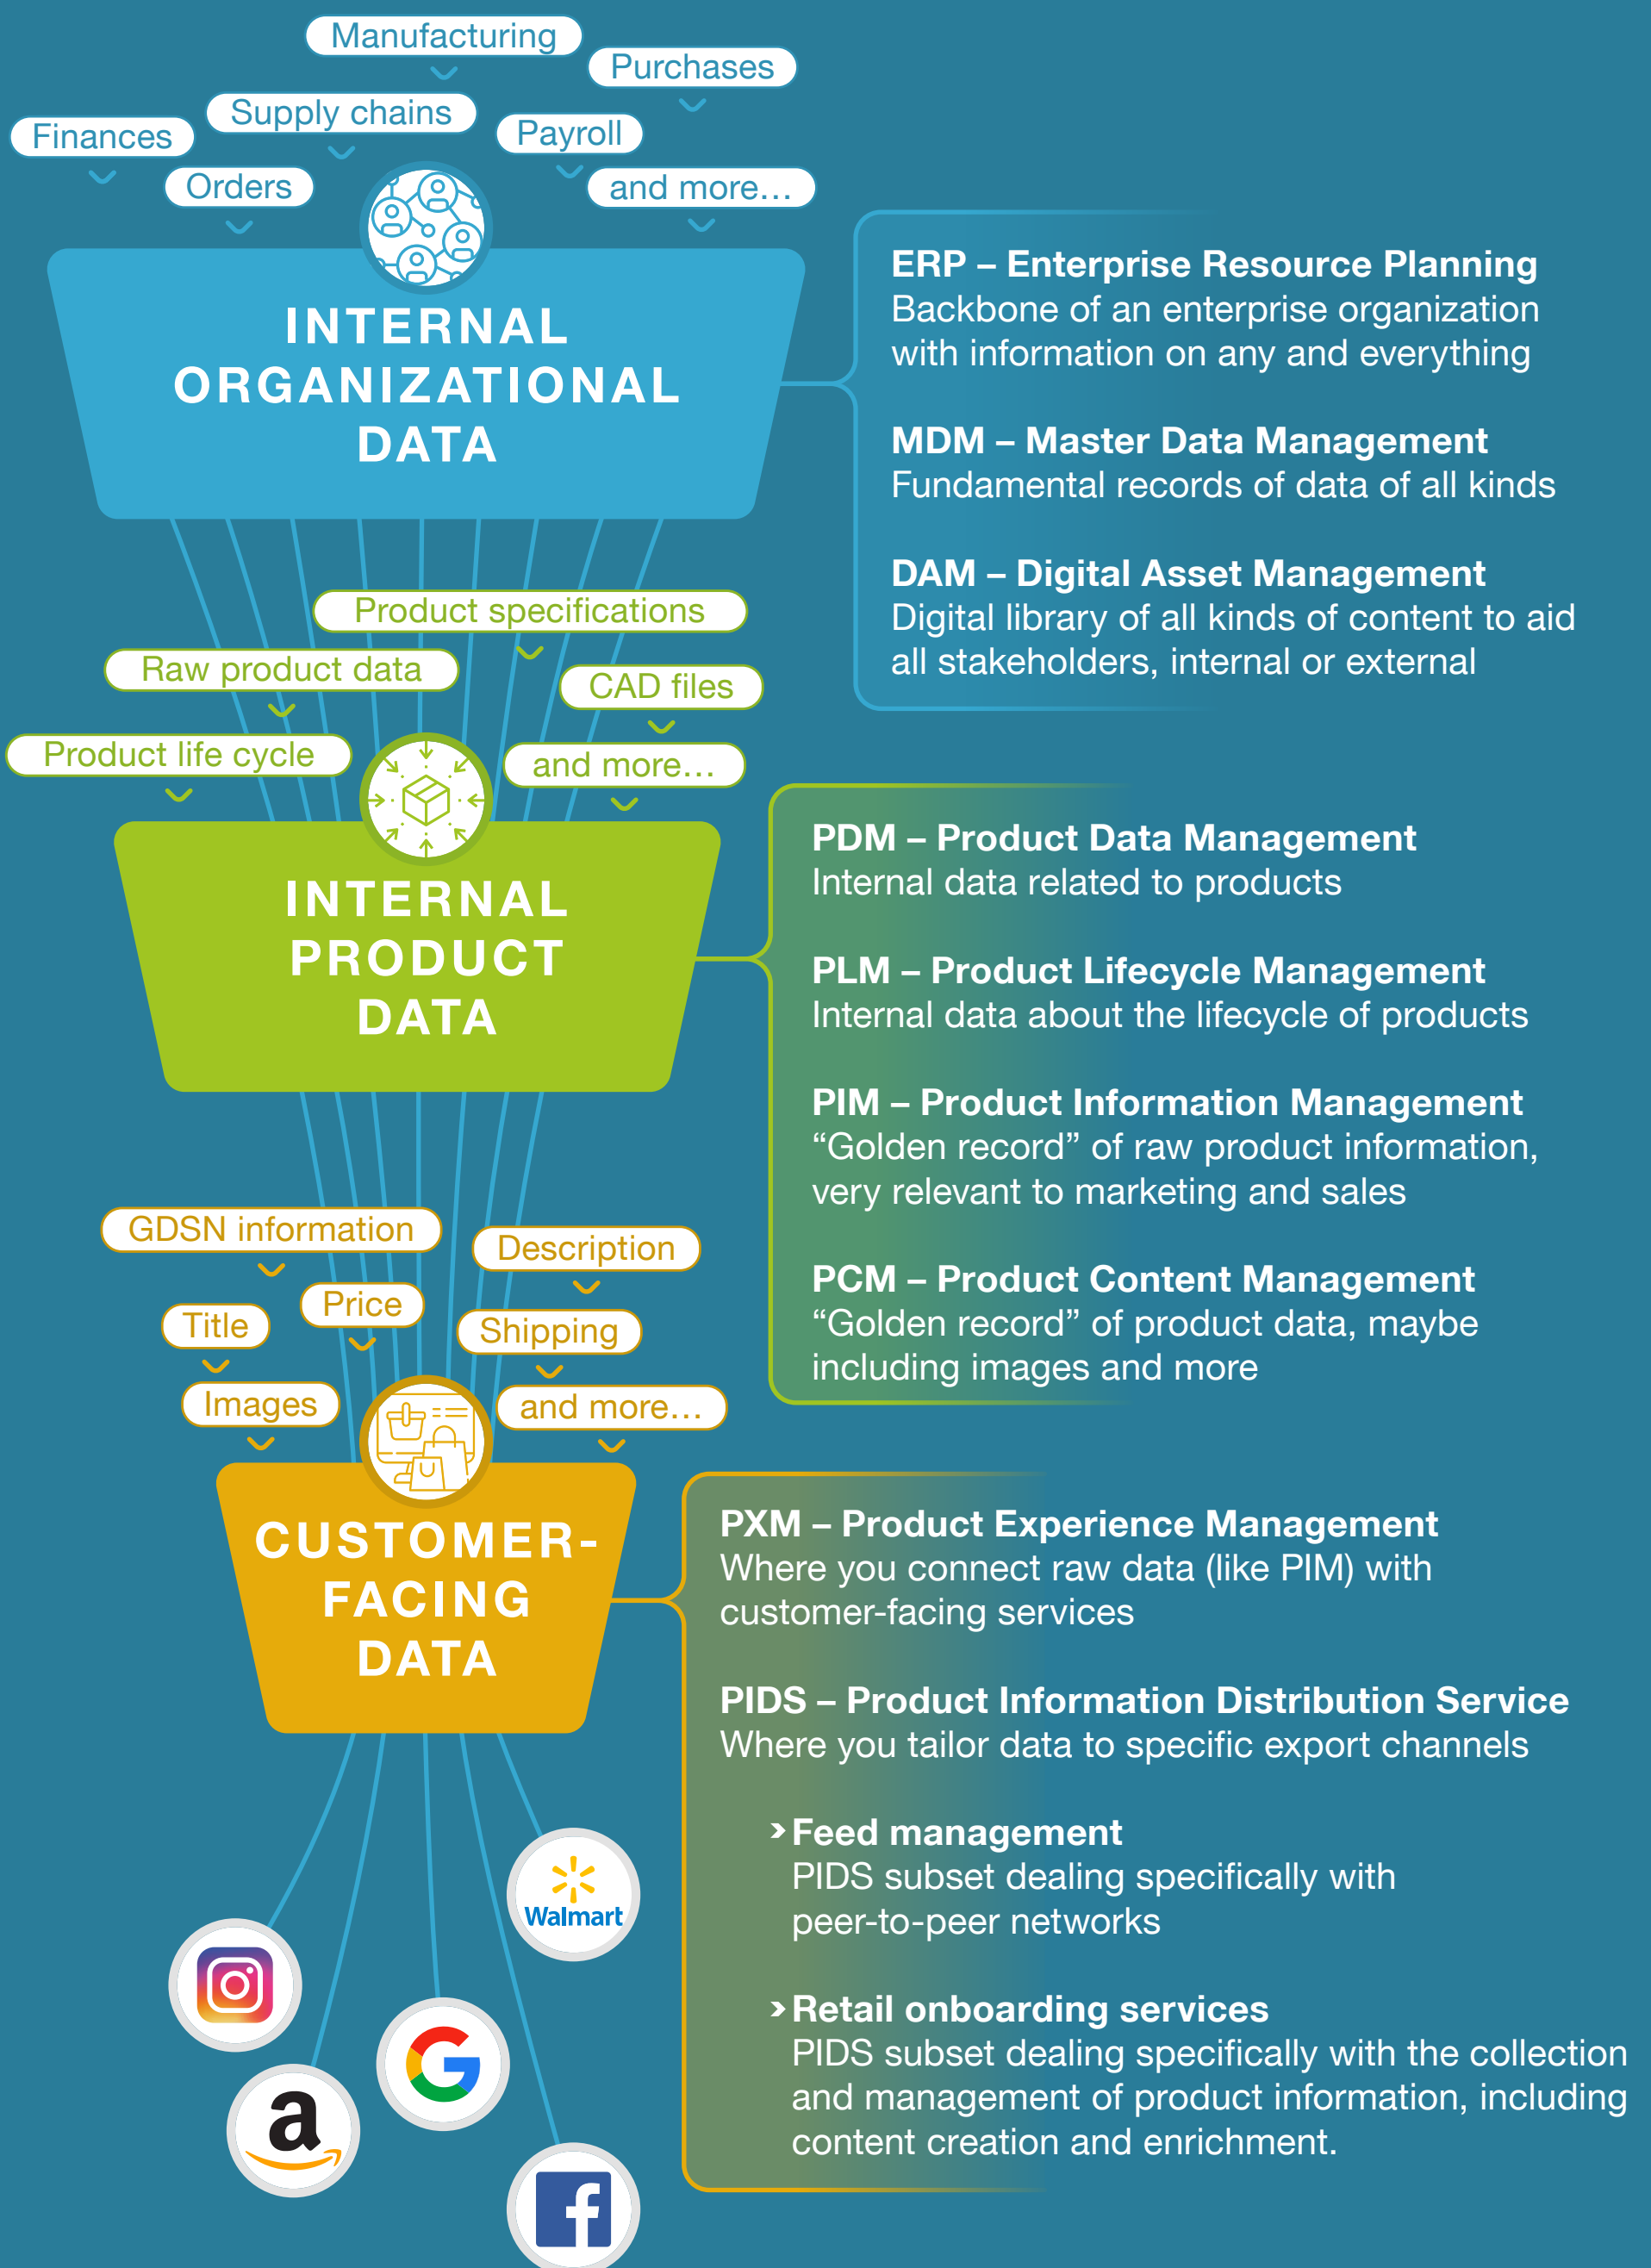 Manufacturing
Purchases
Supply chains
Finances
Payroll
Orders
and more…
INTERNAL
ORGANIZATIONAL
DATA
ERP – Enterprise Resource Planning
Backbone of an enterprise organization
with information on any and everything
MDM – Master Data Management
Fundamental records of data of all kinds
DAM – Digital Asset Management
Digital library of all kinds of content to aid
all stakeholders, internal or external
Product specifications
Raw product data
CAD files
Product life cycle
and more…
INTERNAL
PRODUCT
DATA
PDM – Product Data Management
Internal data related to products
PLM – Product Lifecycle Management
Internal data about the lifecycle of products
PIM – Product Information Management
“Golden record” of raw product information,
very relevant to marketing and sales
PCM – Product Content Management
“Golden record” of product data, maybe
including images and more
GDSN information
Description
Price
Title
Shipping
Images
and more…
CUSTOMER-
FACING
DATA
PXM – Product Experience Management
Where you connect raw data (like PIM) with
customer-facing services
PIDS – Product Information Distribution Service
Where you tailor data to specific export channels
› Feed management
PIDS subset dealing specifically with
peer-to-peer networks
› Retail onboarding services
PIDS subset dealing specifically with the collection
and management of product information, including
content creation and enrichment.
Walmart
G
a
f